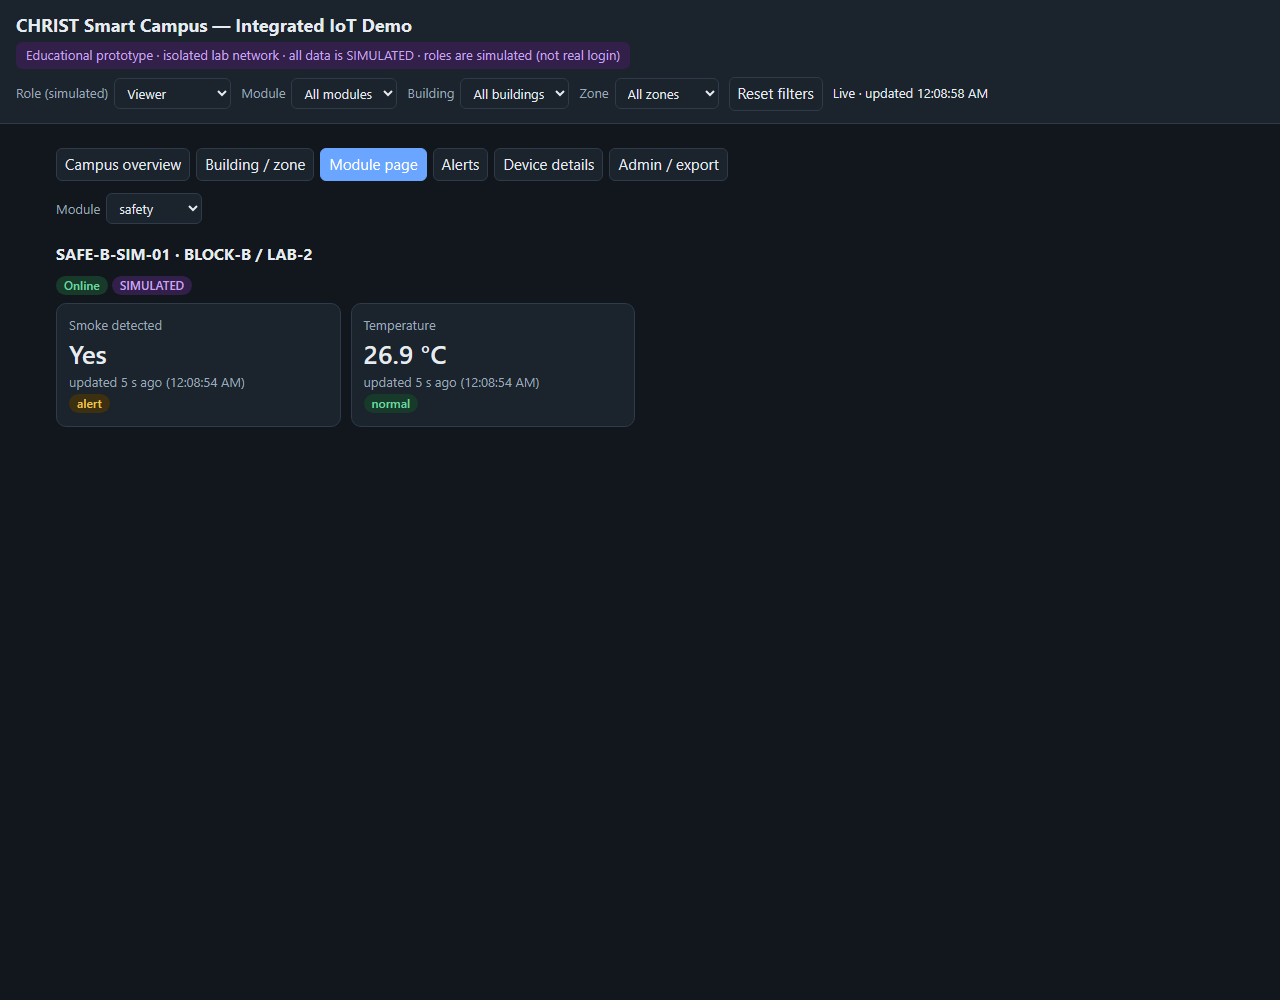 CHRIST Smart Campus — Integrated IoT Demo
Educational prototype · isolated lab network · all data is SIMULATED · roles are simulated (not real login)
Role (simulated) Viewer Module All modules Building All buildings Zone All zones Reset filters Live · updated 12:08:58 AM
Campus overview Building / zone Module page Alerts Device details Admin / export
Module safety
SAFE-B-SIM-01 · BLOCK-B / LAB-2
Online SIMULATED
Smoke detected
Yes
updated 5 s ago (12:08:54 AM)
alert
Temperature
26.9 °C
updated 5 s ago (12:08:54 AM)
normal